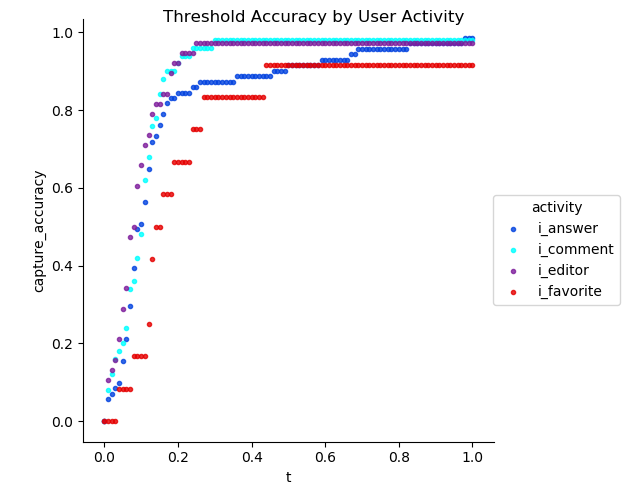 Threshold Accuracy by User Activity
capture_accuracy
1.0
0.8
0.6
0.4
0.2
0.0
0.0 0.2 0.4 0.6 0.8 1.0
t
activity
i_answer
i_comment
i_editor
i_favorite